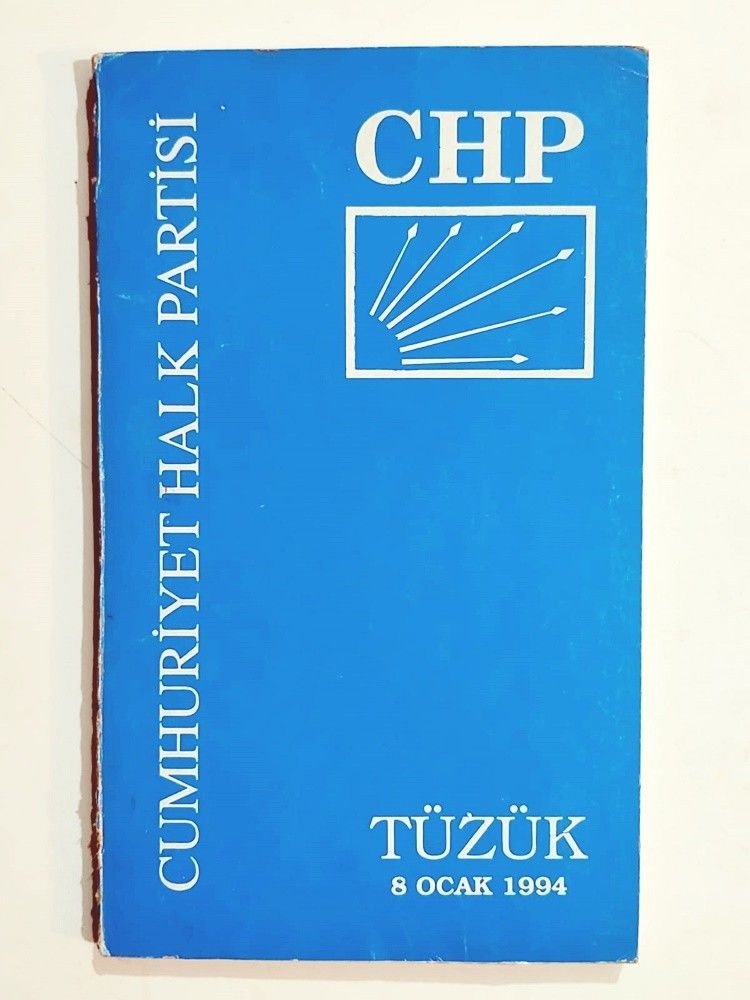 CUMHURİYET HALK PARTİSİ
CHP
TÜZÜK
8 OCAK 1994